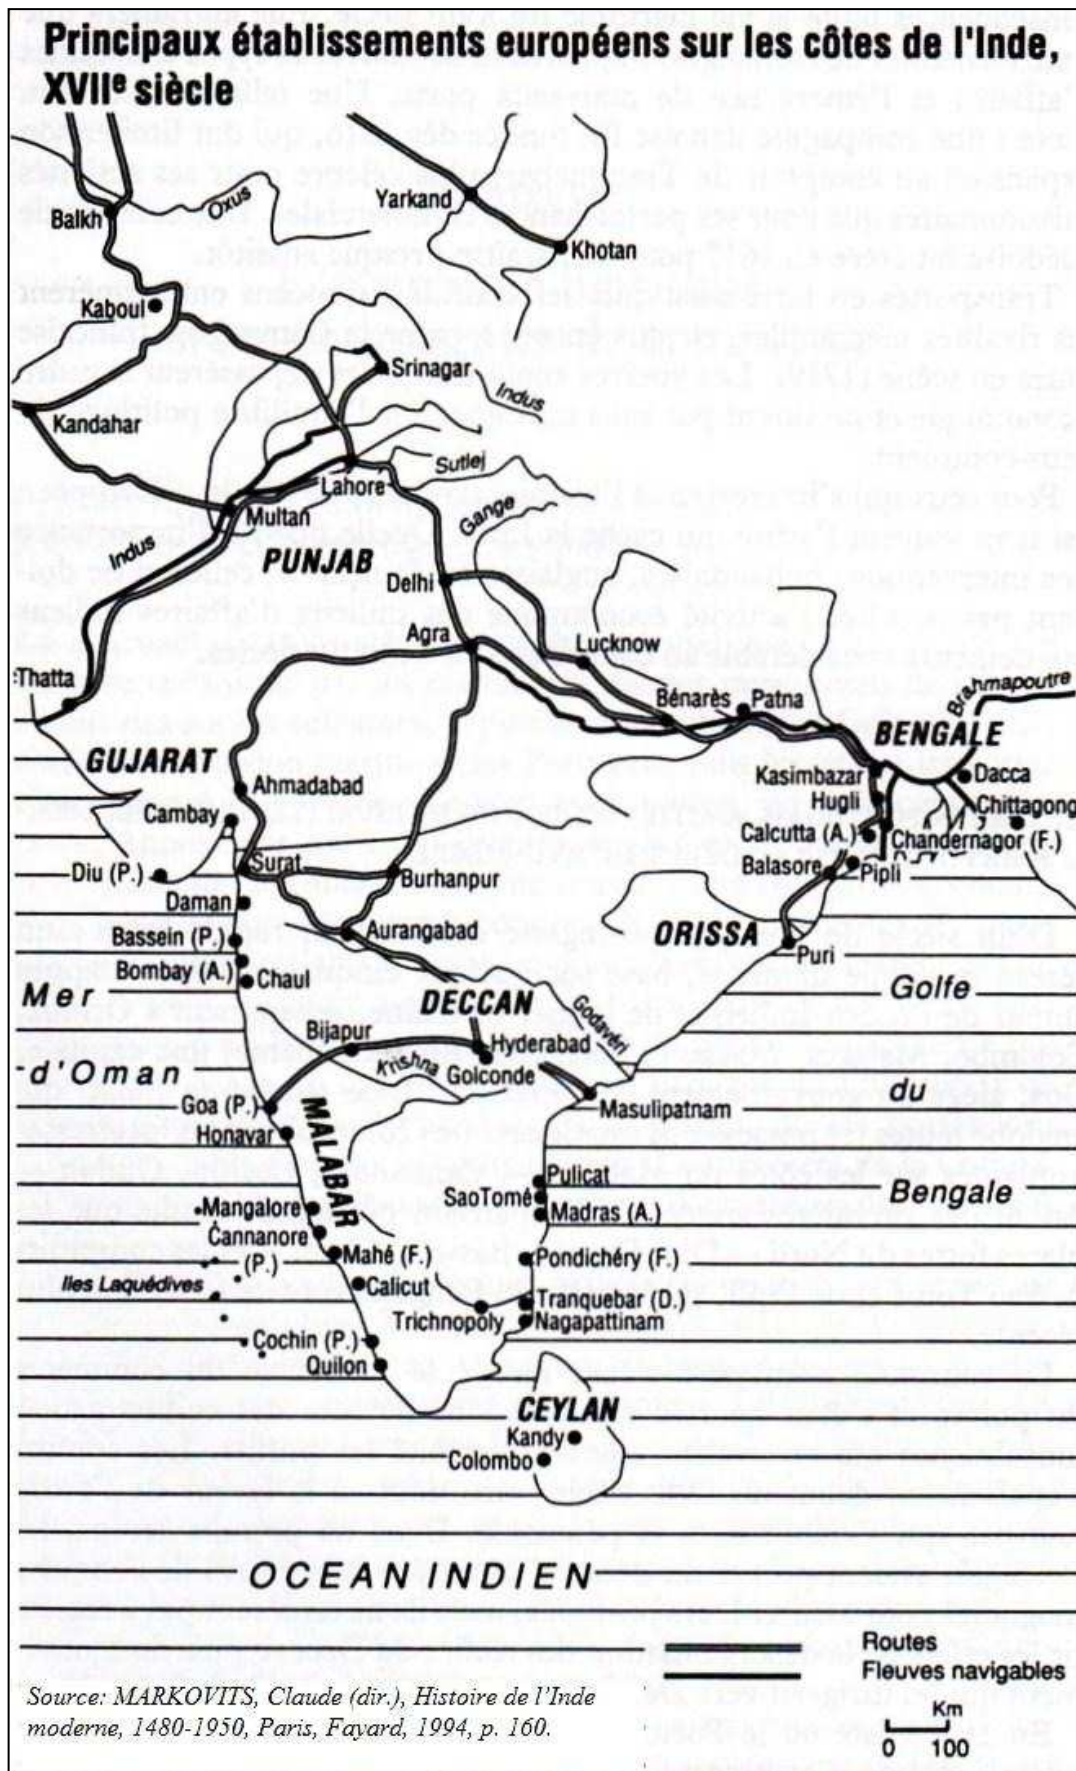 Principaux établissements européens sur les côtes de l'Inde,
XVIIe siècle
Balkh
Oxus
Yarkand
Khotan
Kaboul
Srinagar
Indus
Kandahar
Sutlej
Lahore
Multan
Gange
Indus
PUNJAB
Delhi
Agra
Lucknow
Thatta
Bénarès
Patna
Brahmapoutre
GUJARAT
BENGALE
Ahmadabad
Kasimbazar
Dacca
Cambay
Hugli
Chittagong
Calcutta (A.)
Chandernagor (F.)
Surat
Balasore
Pipli
Diu (P.)
Burhanpur
Daman
Bassein (P.)
Aurangabad
ORISSA
Puri
Bombay (A.)
Chaul
Mer
DECCAN
Golfe
Godavéri
Bijapur
Hyderabad
d'Oman
Krishna
Golconde
du
Goa (P.)
MALABAR
Masulipatnam
Honavar
Pulicat
SaoTomé
Bengale
Mangalore
Madras (A.)
Cannanore
(P.)
Mahé (F.)
Pondichéry (F.)
Iles Laquédives
Calicut
Tranquebar (D.)
Trichnopoly
Nagapattinam
Cochin (P.)
Quilon
CEYLAN
Kandy
Colombo
OCEAN INDIEN
Routes
Fleuves navigables
Source: MARKOVITS, Claude (dir.), Histoire de l'Inde
moderne, 1480-1950, Paris, Fayard, 1994, p. 160.
Km
0 100